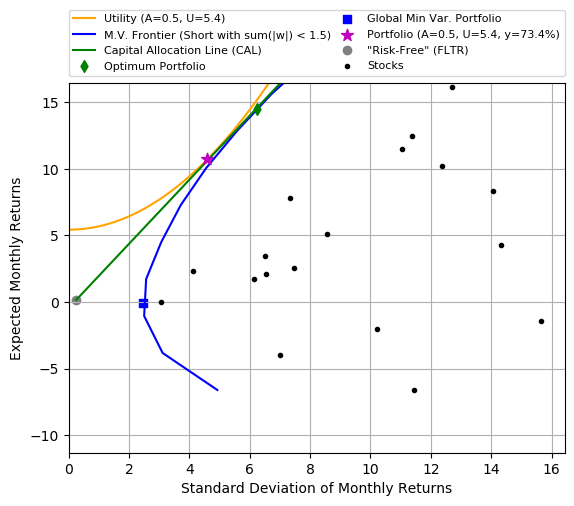 Utility (A=0.5, U=5.4)
M.V. Frontier (Short with sum(|w|) < 1.5)
Capital Allocation Line (CAL)
Optimum Portfolio
Global Min Var. Portfolio
Portfolio (A=0.5, U=5.4, y=73.4%)
"Risk-Free" (FLTR)
Stocks
15
10
5
0
−5
−10
Expected Monthly Returns
0 2 4 6 8 10 12 14 16
Standard Deviation of Monthly Returns